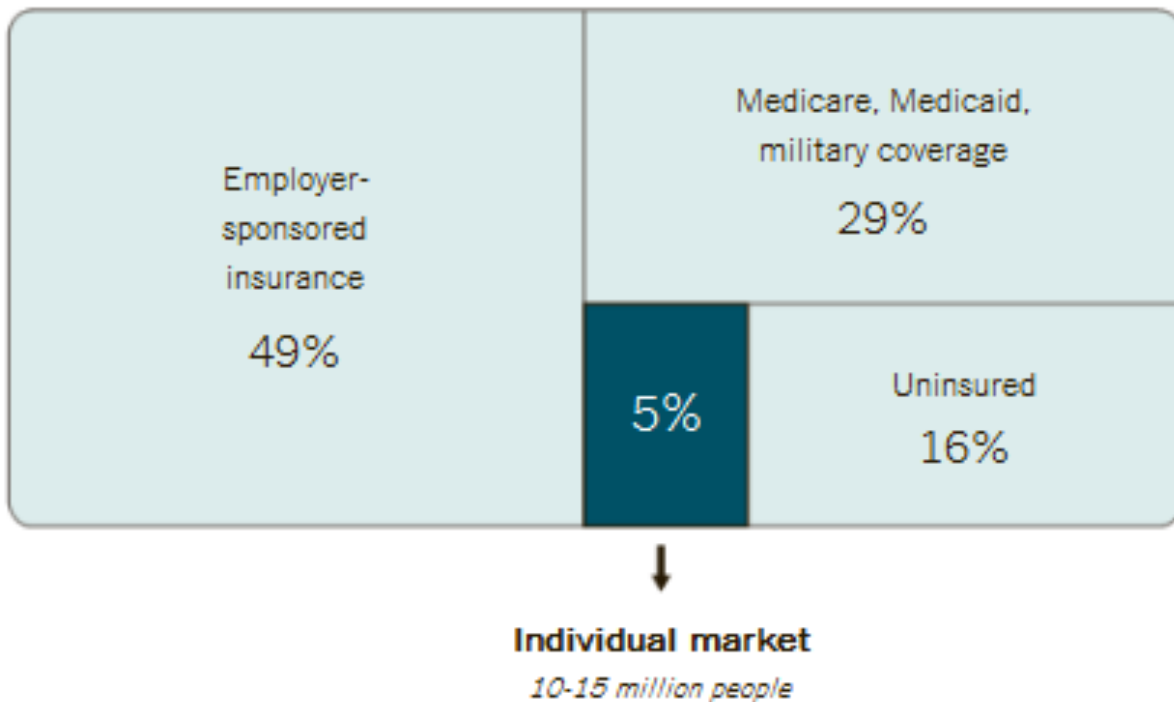 Employer-
sponsored
insurance
49%
Medicare, Medicaid,
military coverage
29%
5%
Uninsured
16%
Individual market
10-15 million people